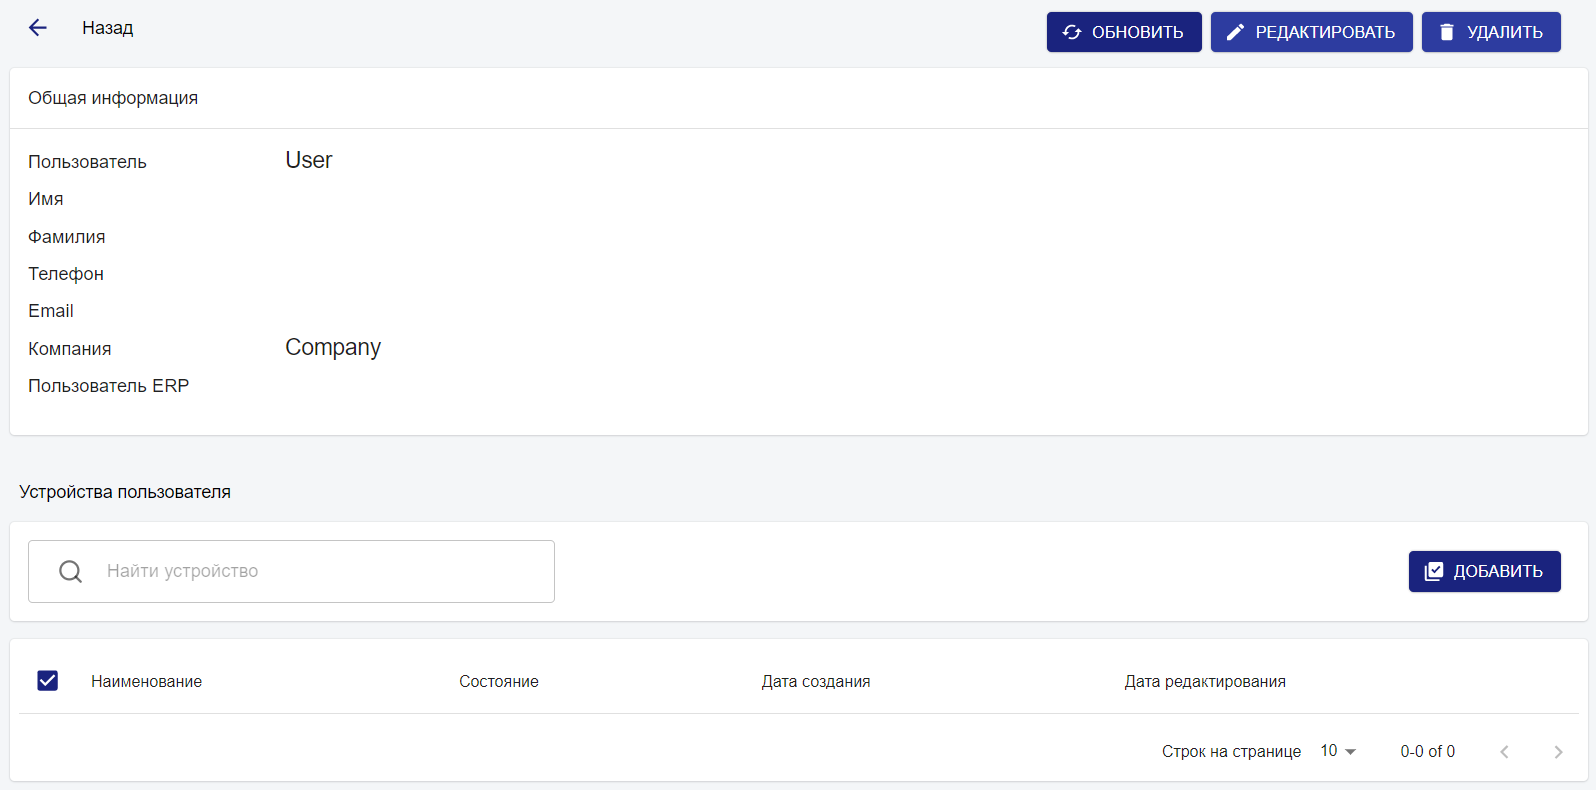 Назад
ОБНОВИТЬ РЕДАКТИРОВАТЬ УДАЛИТЬ
Общая информация
Пользователь User
Имя
Фамилия
Телефон
Email
Компания Company
Пользователь ERP
Устройства пользователя
Найти устройство
ДОБАВИТЬ
Наименование Состояние Дата создания Дата редактирования
Строк на странице 10 0-0 of 0